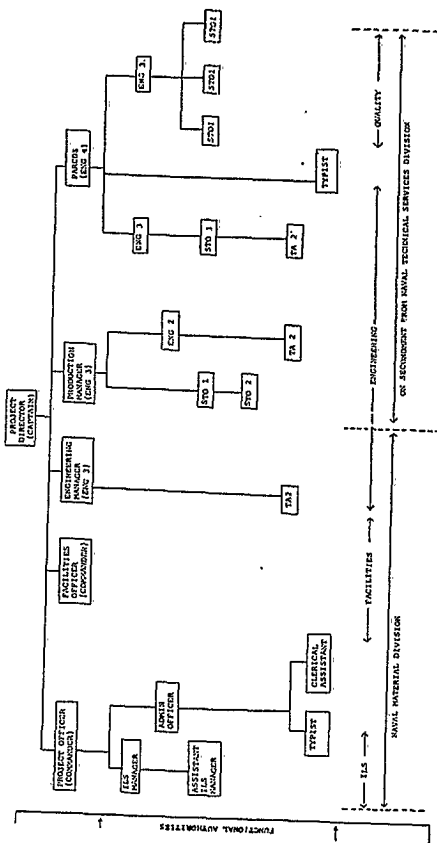 PROJECT
DIRECTOR
(CAPTAIN)
PROJECT OFFICER
(COMMANDER)
FACILITIES
OFFICER
(COMMANDER)
ENGINEERING
MANAGER
(ENG 3)
PRODUCTION
MANAGER
(ENG 3)
PARCDS
(ENG 4)
ILS
MANAGER
ADMIN
OFFICER
ASSISTANT
ILS
MANAGER
TYPIST
CLERICAL
ASSISTANT
TA2
STO 1
STO 2
ENG 2
TA 2
ENG 3
STO 1
TA 2
TYPIST
ENG 3.
STO1
STO1
STO1
ILS
FACILITIES
ENGINEERING
QUALITY
NAVAL MATERIAL DIVISION
ON SECONDMENT FROM NAVAL TECHNICAL SERVICES DIVISION
FUNCTIONAL AUTHORITIES